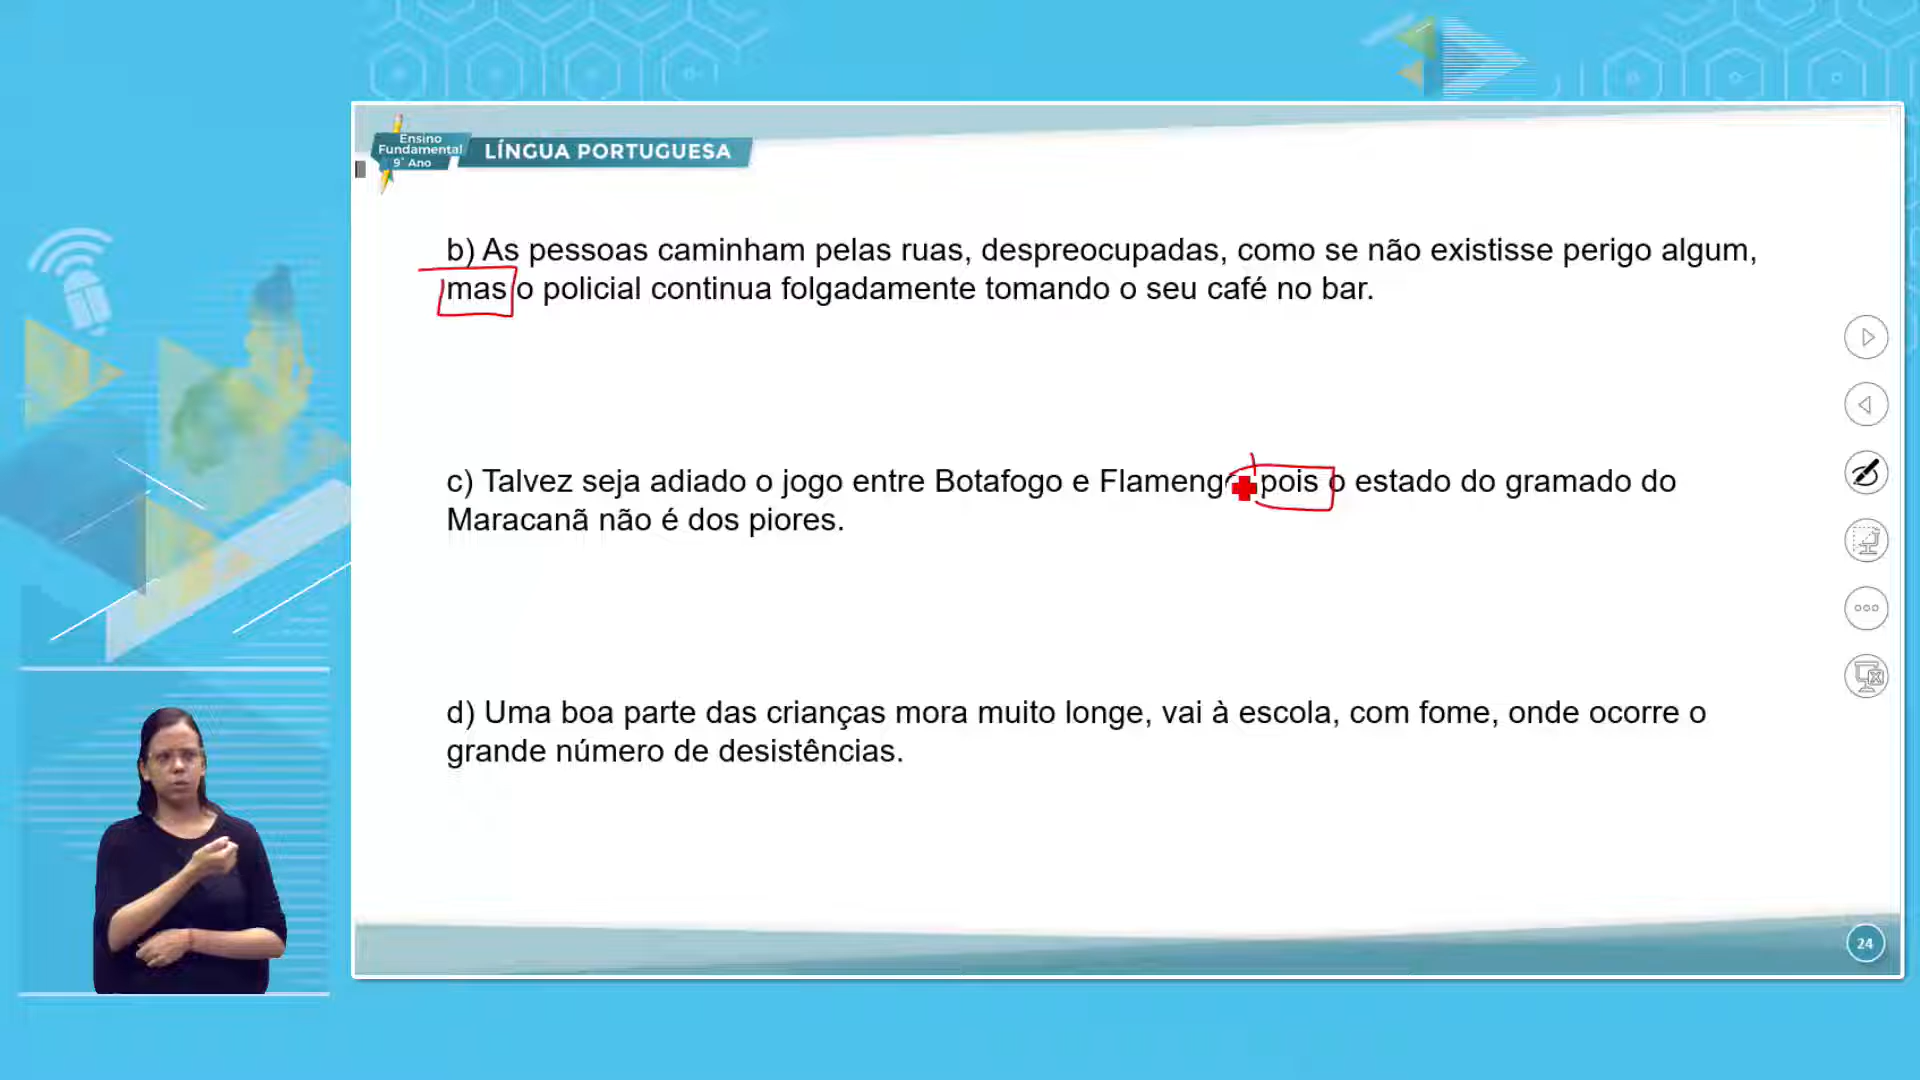 Ensino
Fundamental
9° Ano
LÍNGUA PORTUGUESA
b) As pessoas caminham pelas ruas, despreocupadas, como se não existisse perigo algum,
mas o policial continua folgadamente tomando o seu café no bar.
c) Talvez seja adiado o jogo entre Botafogo e Flamengo, pois o estado do gramado do
Maracanã não é dos piores.
d) Uma boa parte das crianças mora muito longe, vai à escola, com fome, onde ocorre o
grande número de desistências.
24